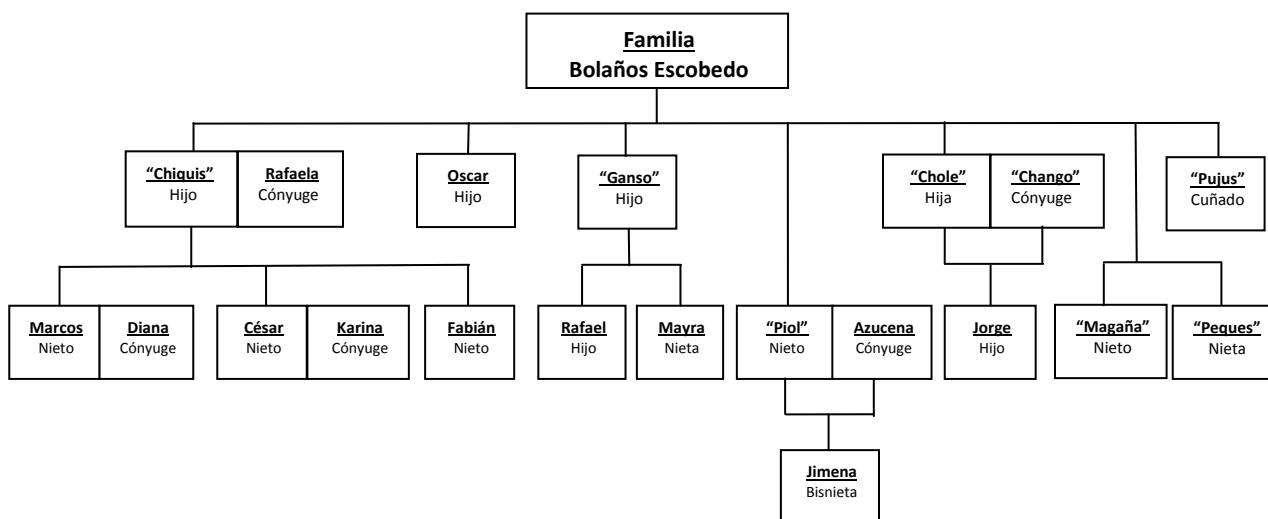 Familia
Bolaños Escobedo
“Chiquis”
Hijo
Rafaela
Cónyuge
Oscar
Hijo
“Ganso”
Hijo
“Chole”
Hija
“Chango”
Cónyuge
“Pujus”
Cuñado
Marcos
Nieto
Diana
Cónyuge
César
Nieto
Karina
Cónyuge
Fabián
Nieto
Rafael
Hijo
Mayra
Nieta
“Piol”
Nieto
Azucena
Cónyuge
Jorge
Hijo
“Magaña”
Nieto
“Peques”
Nieta
Jimena
Bisnieta